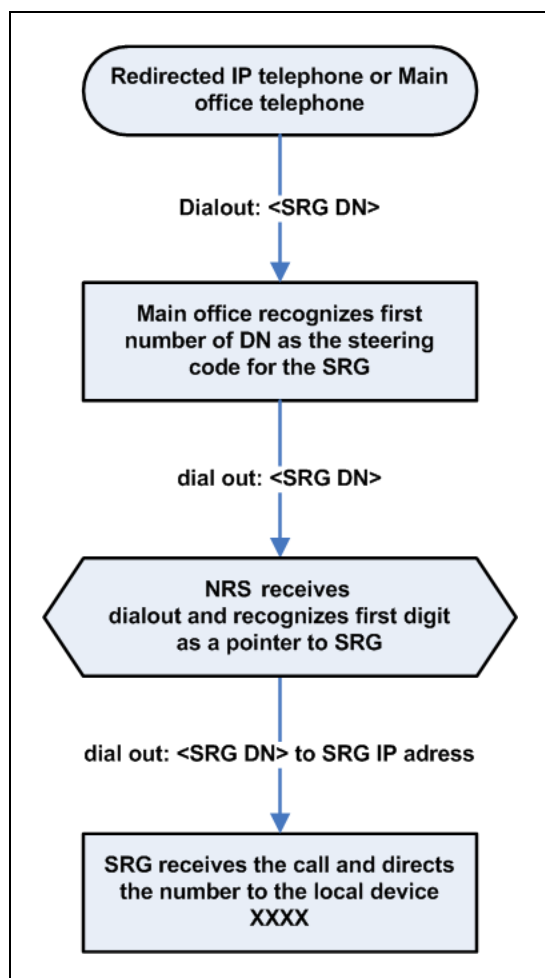 Redirected IP telephone or Main
office telephone
Dialout: <SRG DN>
Main office recognizes first
number of DN as the steering
code for the SRG
dial out: <SRG DN>
NRS receives
dialout and recognizes first digit
as a pointer to SRG
dial out: <SRG DN> to SRG IP adress
SRG receives the call and directs
the number to the local device
XXXX